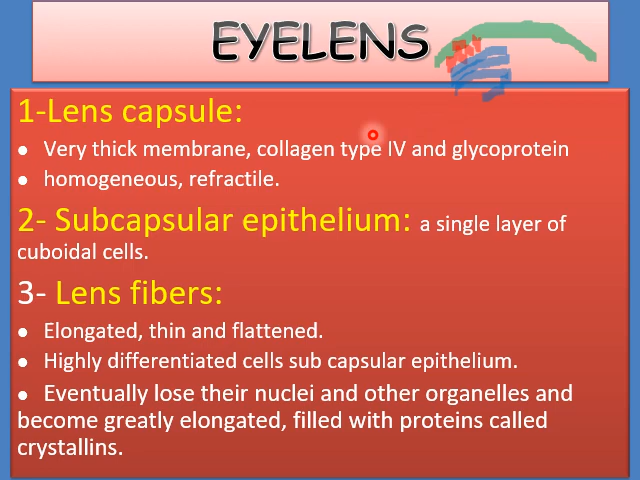 EYELENS
1-Lens capsule:
● Very thick membrane, collagen type IV and glycoprotein
● homogeneous, refractile.
2- Subcapsular epithelium: a single layer of
cuboidal cells.
3- Lens fibers:
● Elongated, thin and flattened.
● Highly differentiated cells sub capsular epithelium.
● Eventually lose their nuclei and other organelles and
become greatly elongated, filled with proteins called
crystallins.